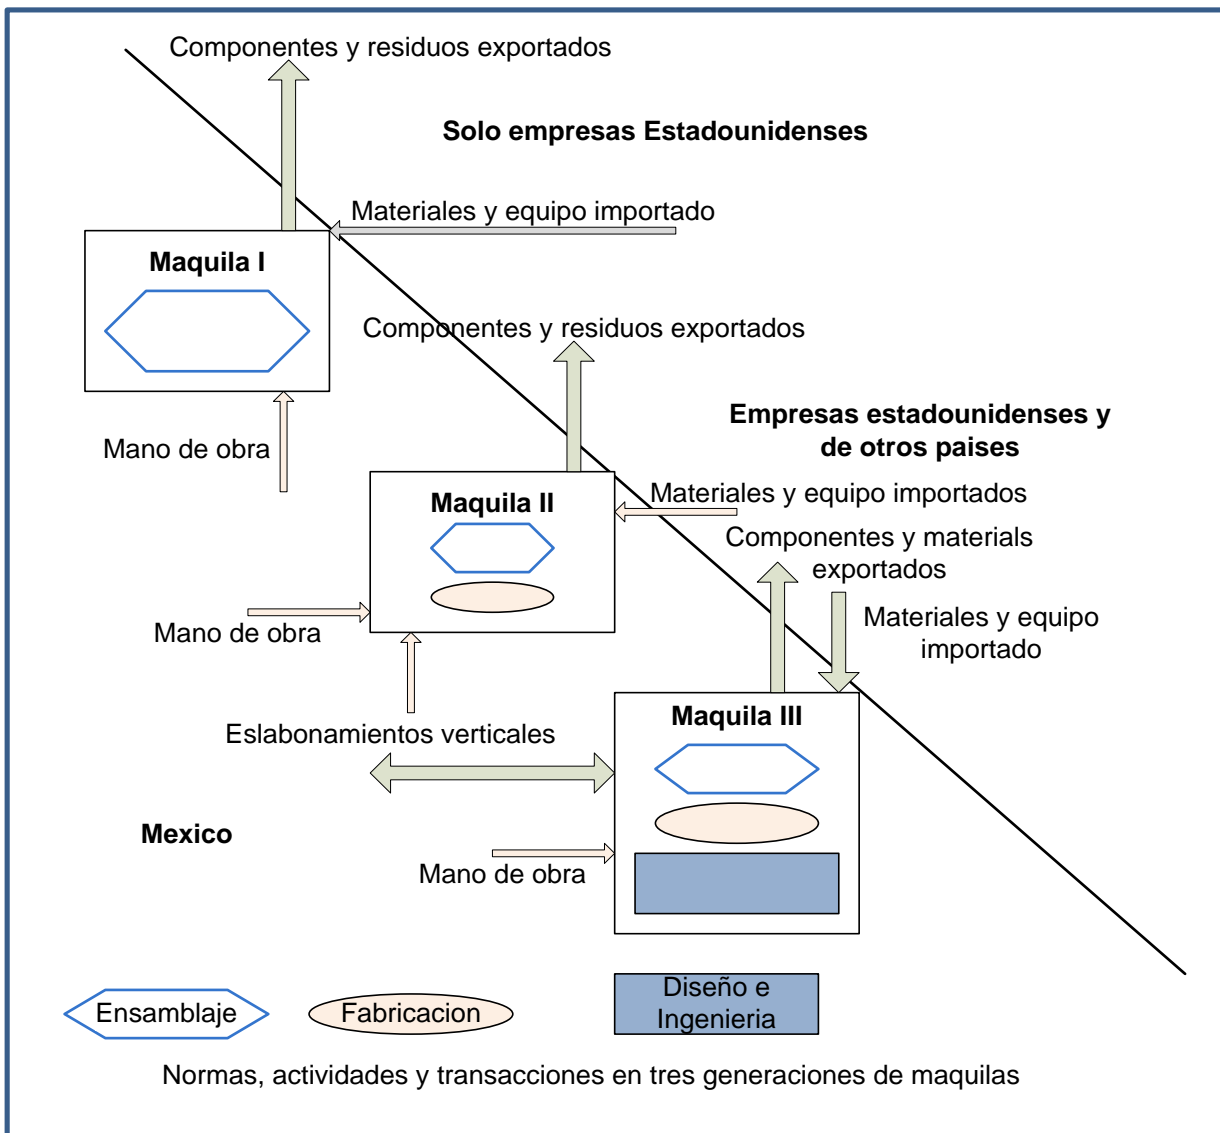 Componentes y residuos exportados
Solo empresas Estadounidenses
Materiales y equipo importado
Maquila I
Componentes y residuos exportados
Mano de obra
Empresas estadounidenses y
de otros paises
Maquila II
Materiales y equipo importados
Componentes y materials
exportados
Mano de obra
Materiales y equipo
importado
Eslabonamientos verticales
Maquila III
Mexico
Mano de obra
Ensamblaje
Fabricacion
Diseño e
Ingenieria
Normas, actividades y transacciones en tres generaciones de maquilas